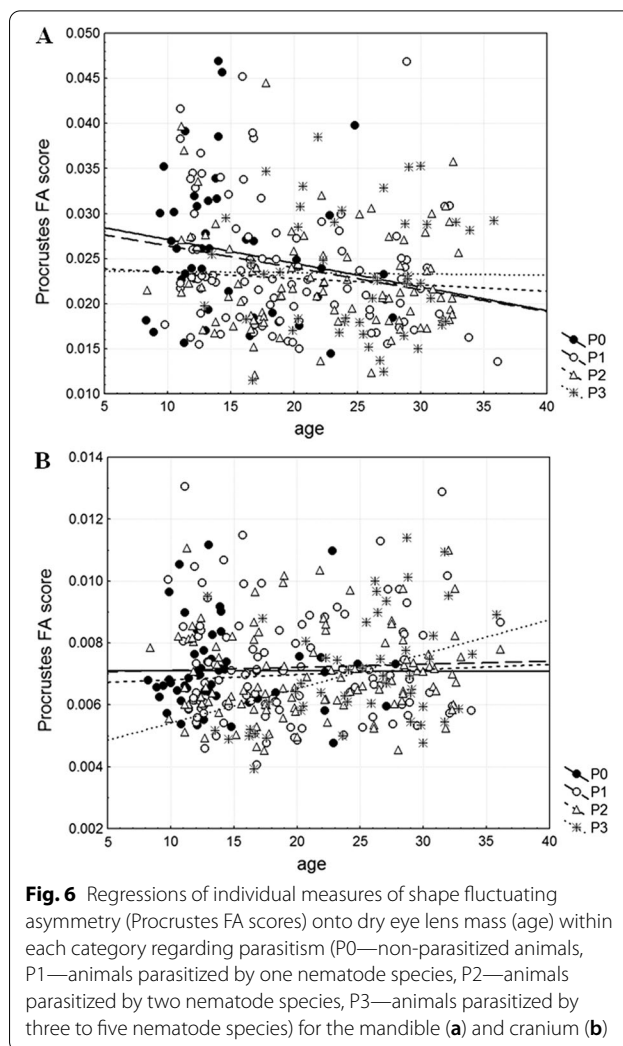 A
0.050
0.045
0.040
0.035
0.030
0.025
0.020
0.015
0.010
Procrustes FA score
5 10 15 20 25 30 35 40
age
P0
P1
P2
P3
B
0.014
0.012
0.010
0.008
0.006
0.004
0.002
Procrustes FA score
5 10 15 20 25 30 35 40
age
P0
P1
P2
P3
Fig. 6 Regressions of individual measures of shape fluctuating
asymmetry (Procrustes FA scores) onto dry eye lens mass (age) within
each category regarding parasitism (P0—non-parasitized animals,
P1—animals parasitized by one nematode species, P2—animals
parasitized by two nematode species, P3—animals parasitized by
three to five nematode species) for the mandible (a) and cranium (b)